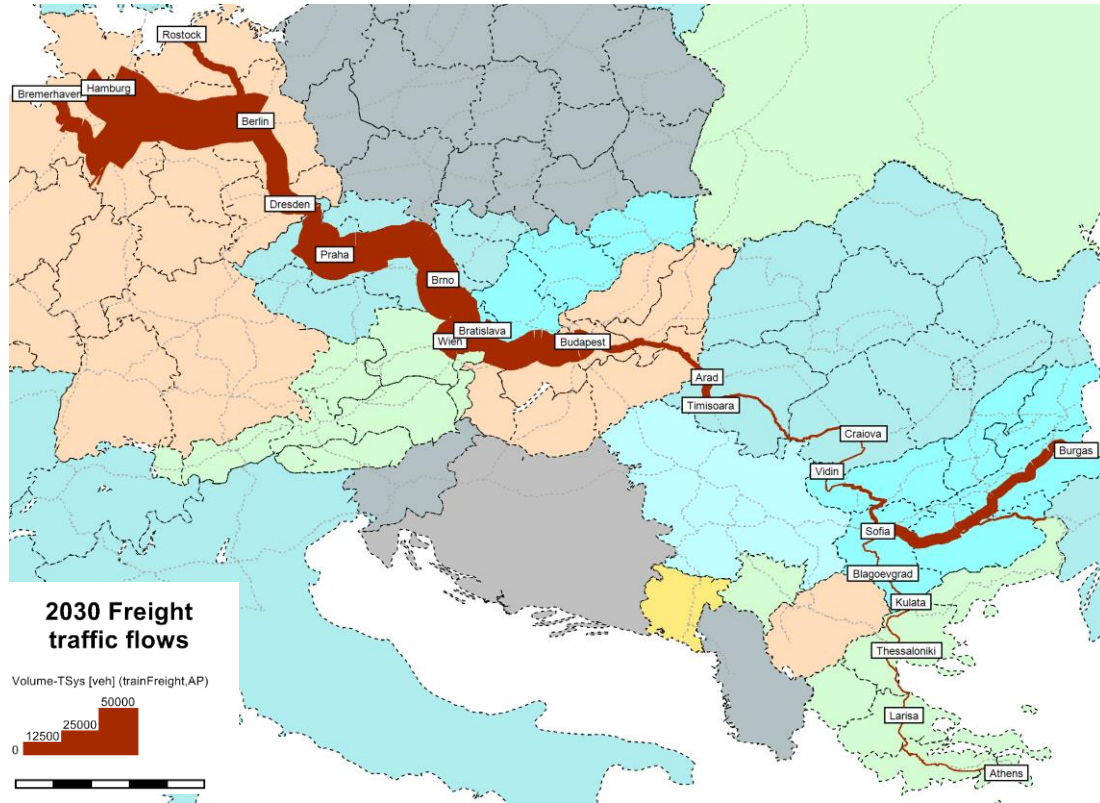 Rostock
Bremerhaven
Hamburg
Berlin
Dresden
Praha
Brno
Bratislava
Wien
Budapest
Arad
Timisoara
Craiova
Burgas
Vidin
Sofia
Blagoevgrad
Kulata
Thessaloniki
Larisa
Athens
2030 Freight
traffic flows
Volume-TSys [veh] (trainFreight,AP)
50000
25000
12500
0